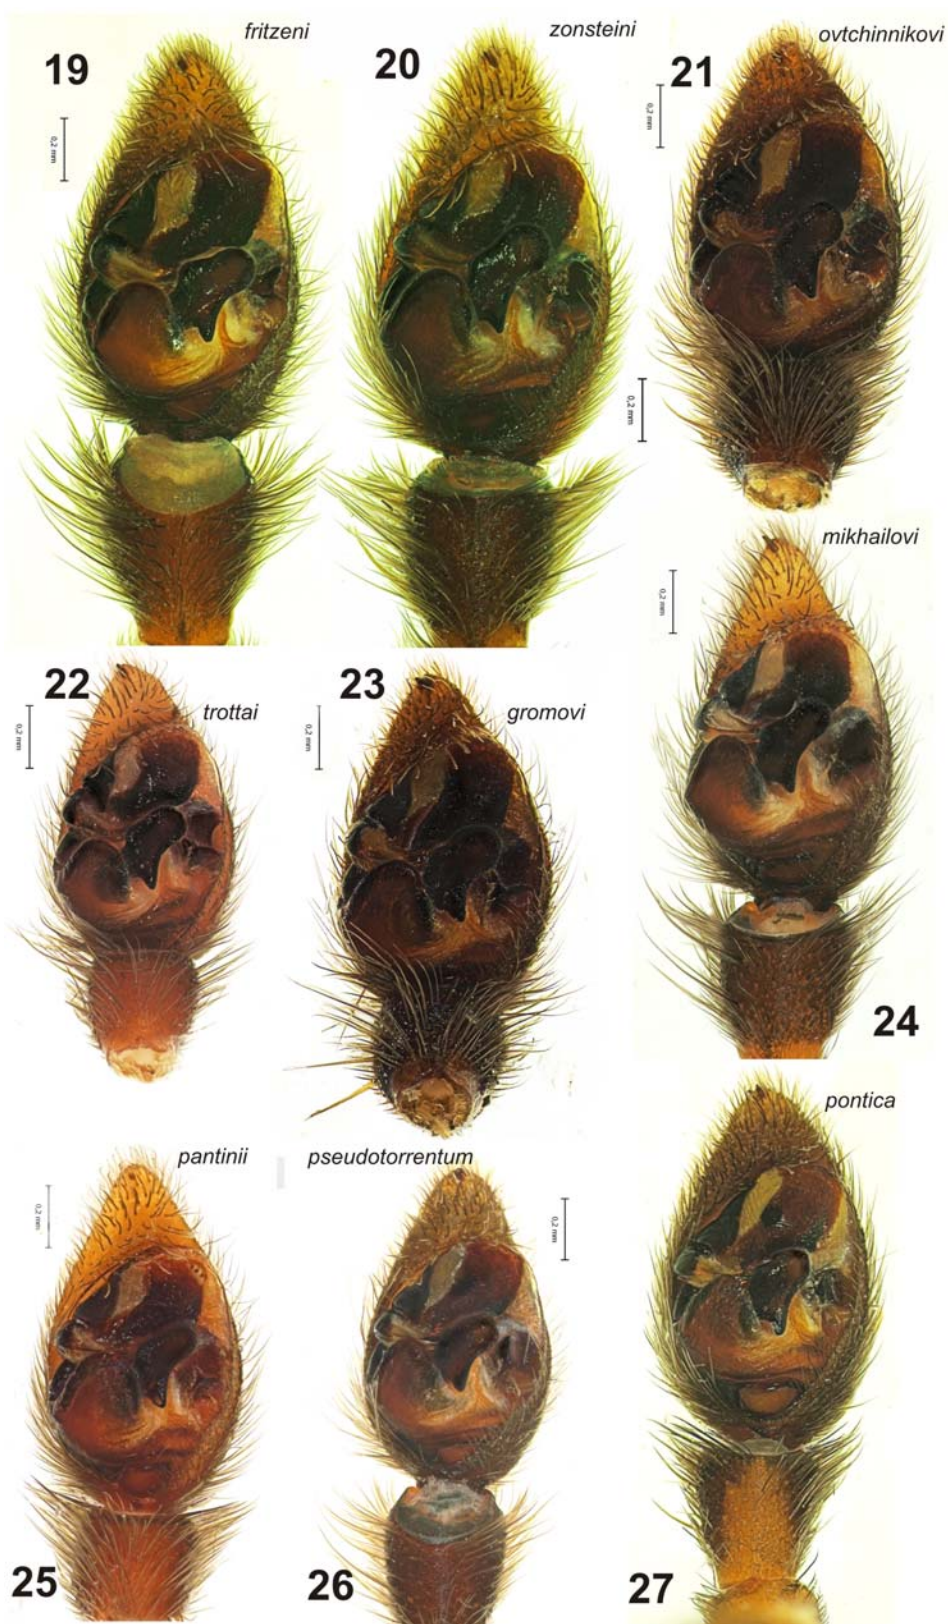 fritzeni
19
0,2 mm
zonsteini
20
ovtchinnikovi
21
0,2 mm
0,2 mm
mikhailovi
0,2 mm
24
22
trottai
0,2 mm
23
gromovi
0,2 mm
pontica
27
pantinii
0,2 mm
25
pseudotorrentum
0,2 mm
26